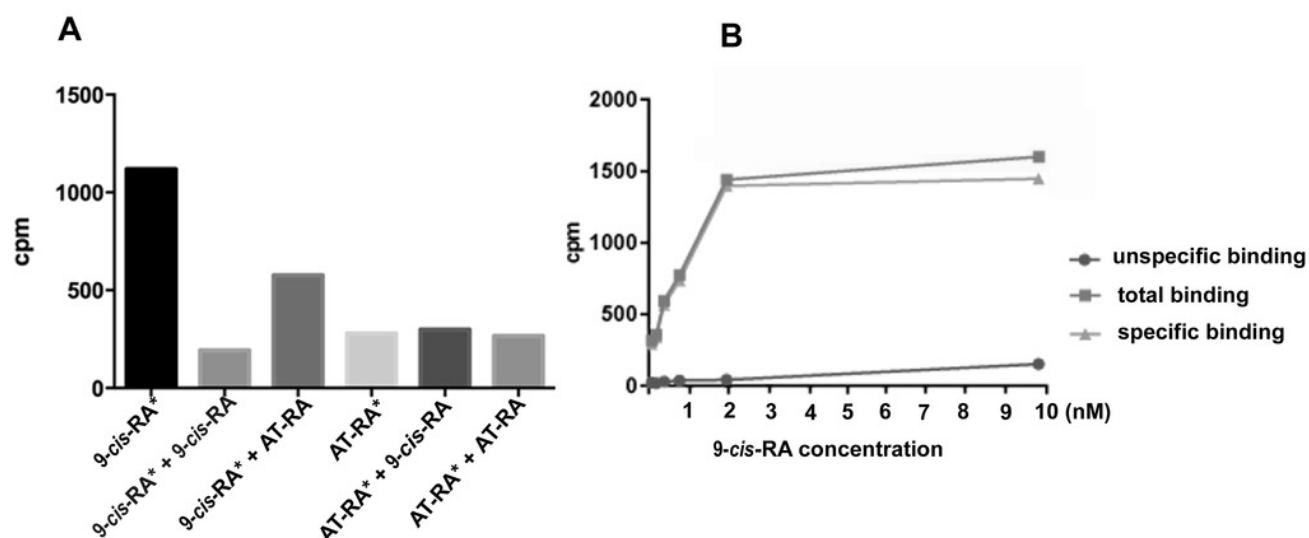 A
1500
1000
500
0
cpm
9-cis-RA*
9-cis-RA* + 9-cis-RA
9-cis-RA* + AT-RA
AT-RA*
AT-RA* + 9-cis-RA
AT-RA* + AT-RA
B
2000
1500
1000
500
0
cpm
1 2 3 4 5 6 7 8 9 10 (nM)
9-cis-RA concentration
unspecific binding
total binding
specific binding